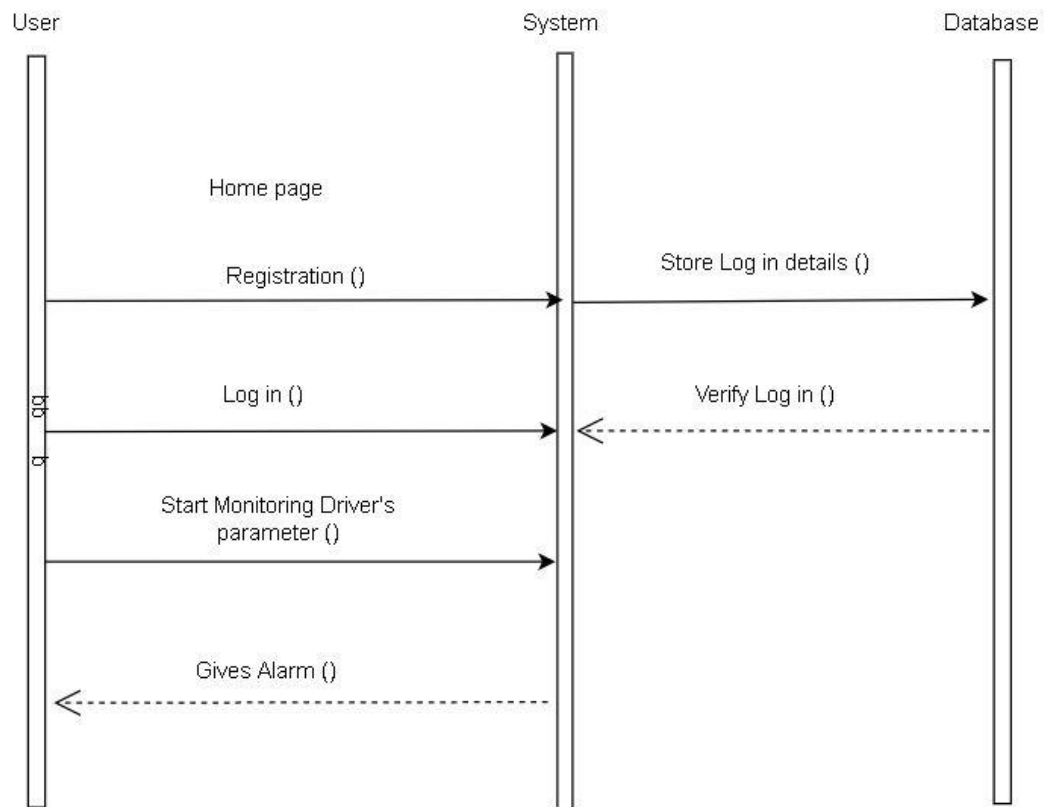 User
System
Database
Home page
Registration ()
Store Log in details ()
Log in ()
Verify Log in ()
Start Monitoring Driver's
parameter ()
Gives Alarm ()